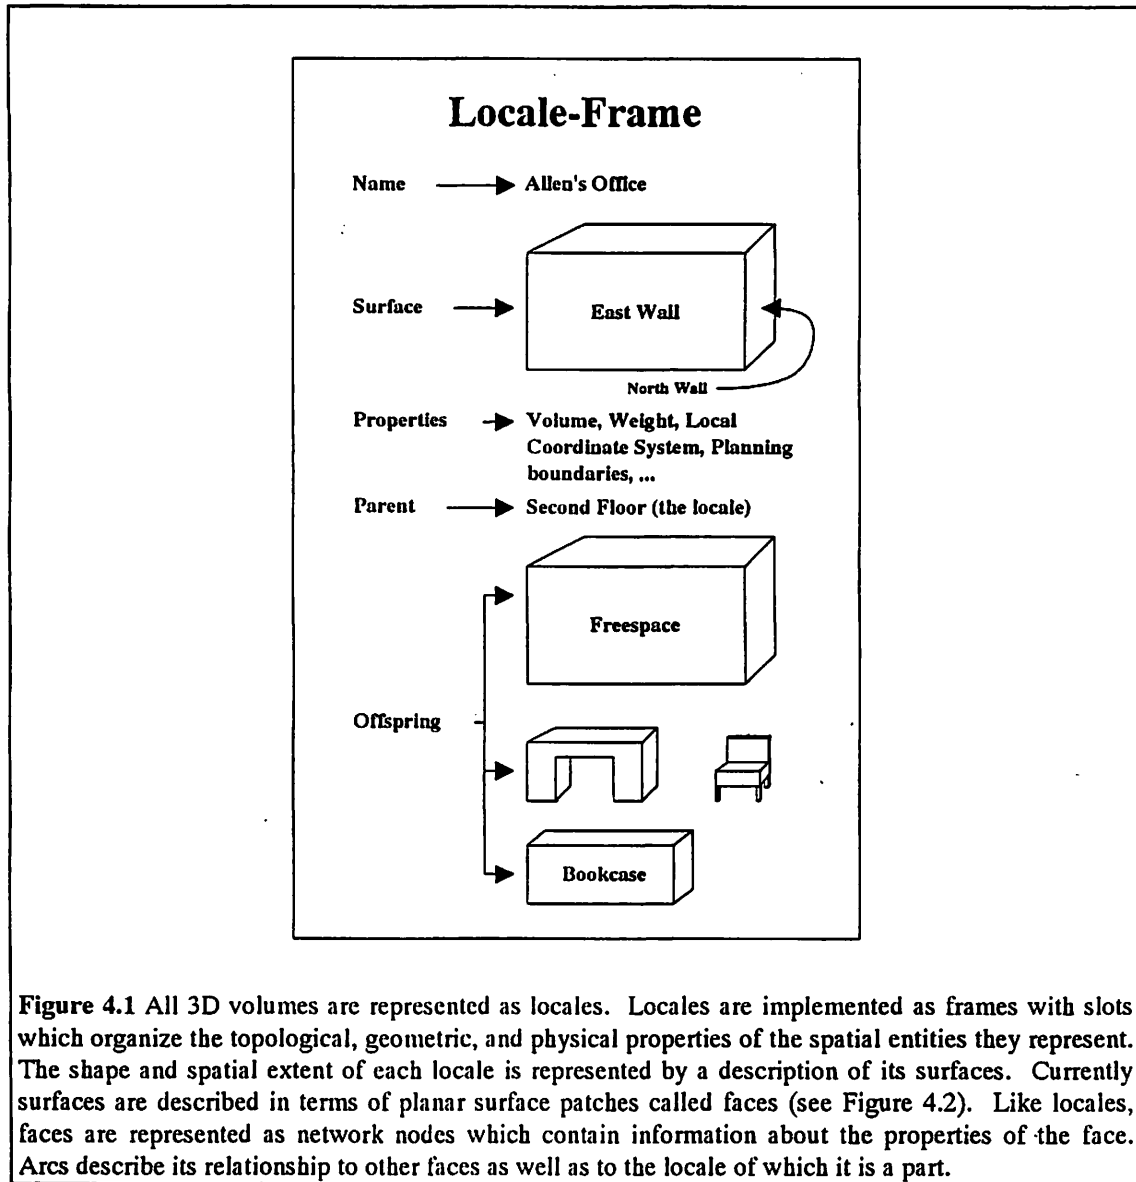 Locale-Frame
Name Allen's Office
Surface East Wall
North Wall
Properties Volume, Weight, Local
Coordinate System, Planning
boundaries, ...
Parent Second Floor (the locale)
Freespace
Offspring
Bookcase
Figure 4.1 All 3D volumes are represented as locales. Locales are implemented as frames with slots
which organize the topological, geometric, and physical properties of the spatial entities they represent.
The shape and spatial extent of each locale is represented by a description of its surfaces. Currently
surfaces are described in terms of planar surface patches called faces (see Figure 4.2). Like locales,
faces are represented as network nodes which contain information about the properties of the face.
Arcs describe its relationship to other faces as well as to the locale of which it is a part.